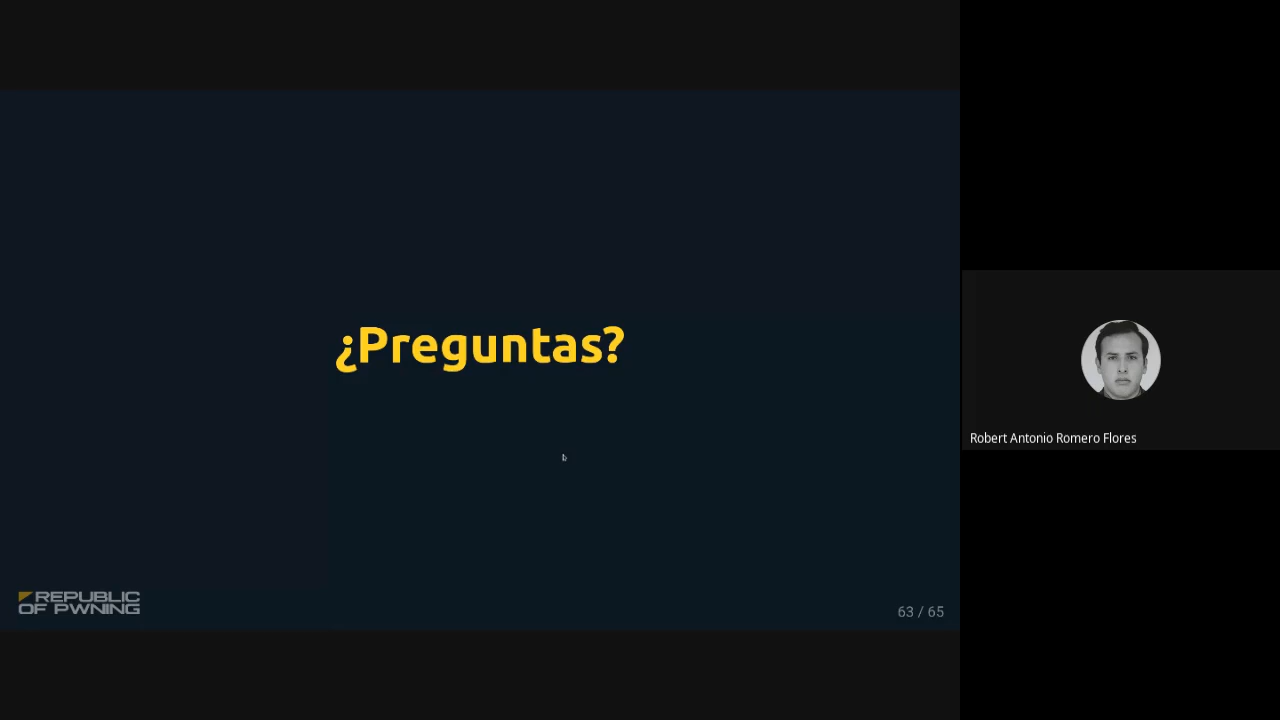 ¿Preguntas?
Robert Antonio Romero Flores
REPUBLIC
OF PWNING
63 / 65